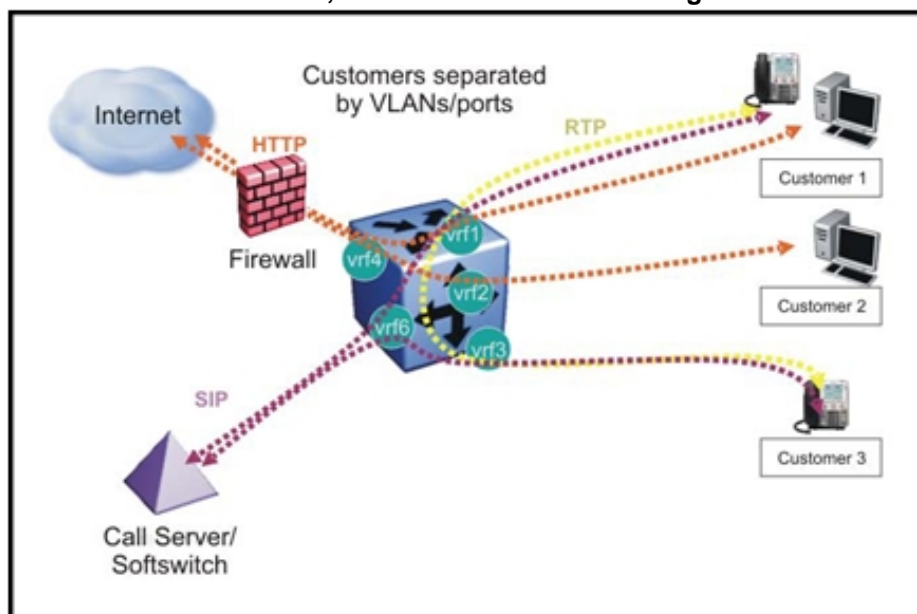 Customers separated
by VLANs/ports
Internet
HTTP
RTP
Customer 1
Firewall
vrf1
vrf4
vrf2
Customer 2
vrf6
vrf3
SIP
Customer 3
Call Server/
Softswitch